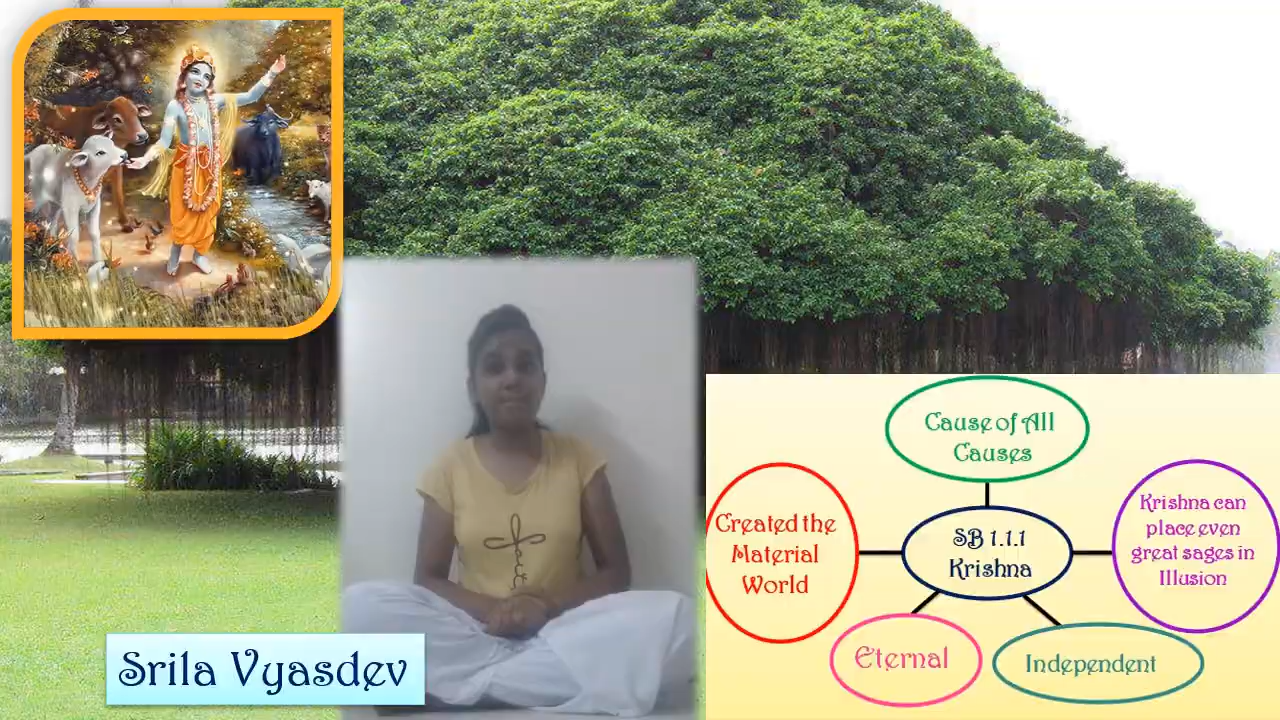 Cause of All
Causes
Created the
Material
World
SB 1.1.1
Krishna
Krishna can
place even
great sages in
Illusion
Eternal
Independent
Srila Vyasdev